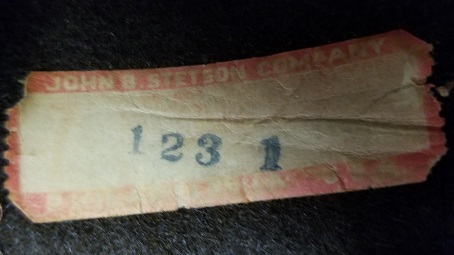 JOHN B. STETSON COMPANY
123 1